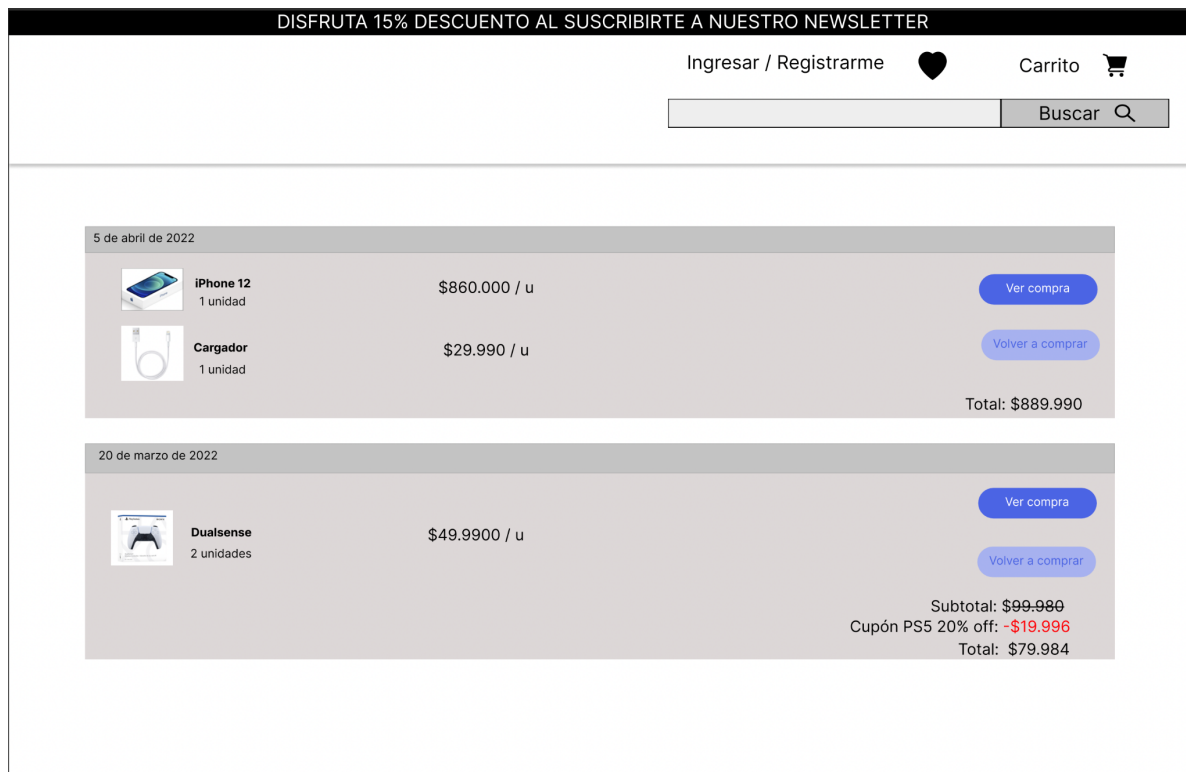 DISFRUTA 15% DESCUENTO AL SUSCRIBIRTE A NUESTRO NEWSLETTER
Ingresar / Registrarme
Carrito
Buscar
5 de abril de 2022
iPhone 12
1 unidad
$860.000 / u
Ver compra
Cargador
1 unidad
$29.990 / u
Volver a comprar
Total: $889.990
20 de marzo de 2022
Dualsense
2 unidades
$49.9900 / u
Ver compra
Volver a comprar
Subtotal: $99.980
Cupón PS5 20% off: -$19.996
Total: $79.984